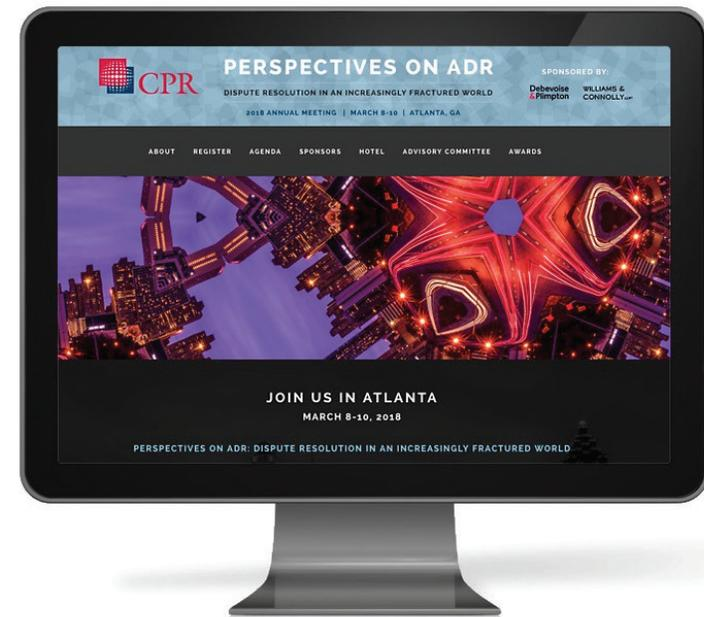 CPR
PERSPECTIVES ON ADR
DISPUTE RESOLUTION IN AN INCREASINGLY FRACTURED WORLD
2018 ANNUAL MEETING | MARCH 8-10 | ATLANTA, GA
SPONSORED BY:
Debevoise
&Plimpton
WILLIAMS &
CONNOLLY LLP
ABOUT REGISTER AGENDA SPONSORS HOTEL ADVISORY COMMITTEE AWARDS
JOIN US IN ATLANTA
MARCH 8-10, 2018
PERSPECTIVES ON ADR: DISPUTE RESOLUTION IN AN INCREASINGLY FRACTURED WORLD